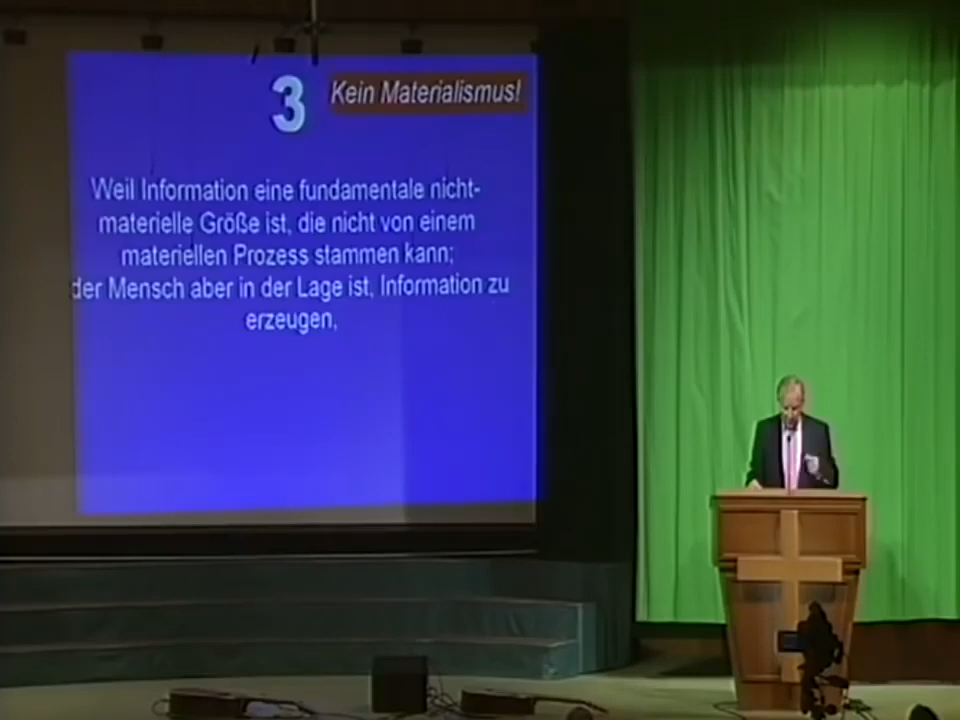 3
Kein Materialismus!
Weil Information eine fundamentale nicht-
materielle Größe ist, die nicht von einem
materiellen Prozess stammen kann;
der Mensch aber in der Lage ist, Information zu
erzeugen,